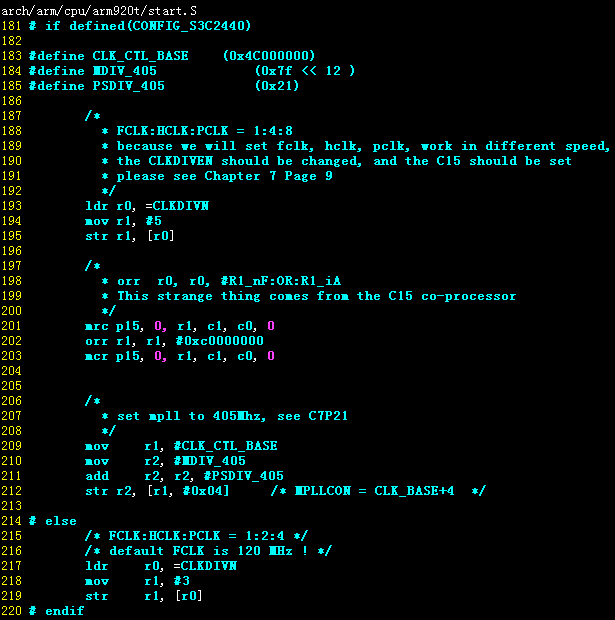 arch/arm/cpu/arm920t/start.S
181 # if defined(CONFIG_S3C2440)
182
183 #define CLK_CTL_BASE    (0x4C000000)
184 #define MDIV_405            (0x7f << 12 )
185 #define PSDIV_405           (0x21)
186
187         /*
188          * FCLK:HCLK:PCLK = 1:4:8
189          * because we will set fclk, hclk, pclk, work in different speed,
190          * the CLKDIVEN should be changed, and the C15 should be set
191          * please see Chapter 7 Page 9
192          */
193         ldr r0, =CLKDIVN
194         mov r1, #5
195         str r1, [r0]
196
197         /*
198          * orr  r0, r0, #R1_nF:OR:R1_iA
199          * This strange thing comes from the C15 co-processor
200          */
201         mrc p15, 0, r1, c1, c0, 0
202         orr r1, r1, #0xc0000000
203         mcr p15, 0, r1, c1, c0, 0
204
205
206         /*
207          * set mpll to 405Mhz, see C7P21
208          */
209         mov     r1, #CLK_CTL_BASE
210         mov     r2, #MDIV_405
211         add     r2, r2, #PSDIV_405
212         str r2, [r1, #0x04]     /* MPLLCON = CLK_BASE+4  */
213
214 # else
215         /* FCLK:HCLK:PCLK = 1:2:4 */
216         /* default FCLK is 120 MHz ! */
217         ldr     r0, =CLKDIVN
218         mov     r1, #3
219         str     r1, [r0]
220 # endif